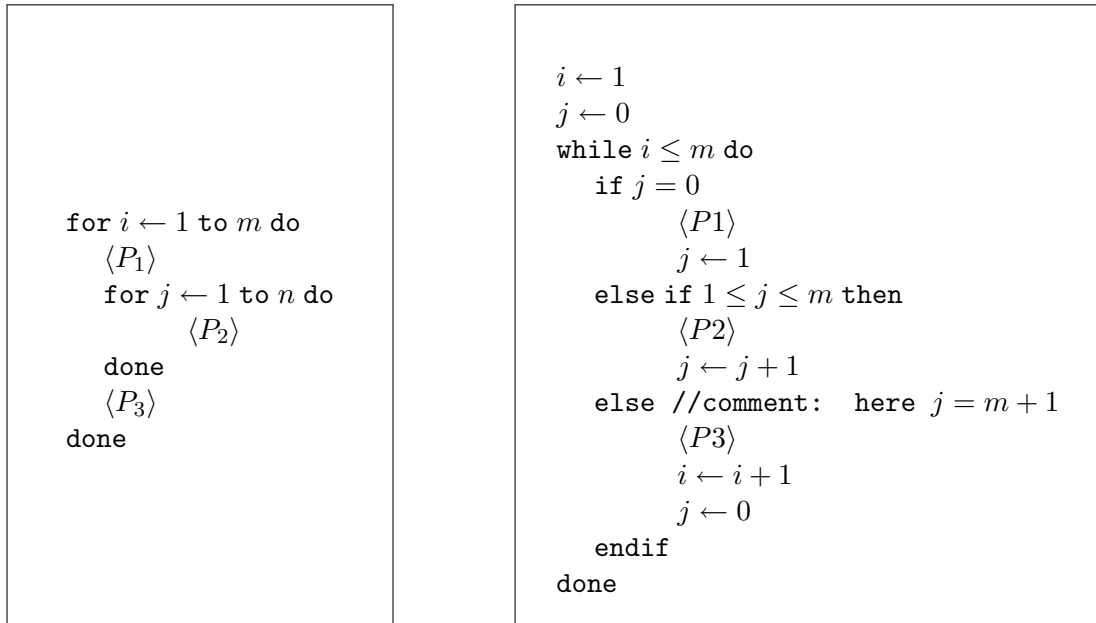 for i ← 1 to m do
⟨P₁⟩
for j ← 1 to n do
⟨P₂⟩
done
⟨P₃⟩
done
i ← 1
j ← 0
while i ≤ m do
if j = 0
⟨P1⟩
j ← 1
else if 1 ≤ j ≤ m then
⟨P2⟩
j ← j + 1
else //comment: here j = m + 1
⟨P3⟩
i ← i + 1
j ← 0
endif
done